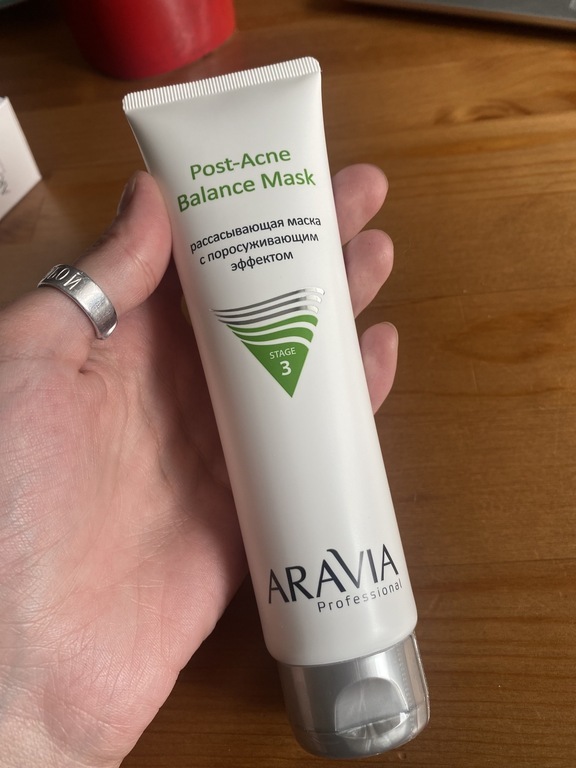 Post-Acne
Balance Mask
рассасывающая маска
с поросуживающим
эффектом
STAGE
3
ARAVIA
Professional